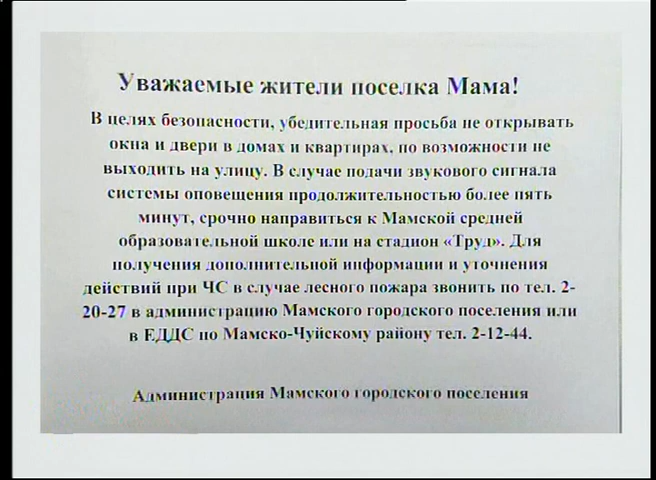 Уважаемые жители поселка Мама!
В целях безопасности, убедительная просьба не открывать
окна и двери в домах и квартирах, по возможности не
выходить на улицу. В случае подачи звукового сигнала
системы оповещения продолжительностью более пять
минут, срочно направиться к Мамской средней
образовательной школе или на стадион «Труд». Для
получения дополнительной информации и уточнения
действий при ЧС в случае лесного пожара звонить по тел. 2-
20-27 в администрацию Мамского городского поселения или
в ЕДДС по Мамско-Чуйскому району тел. 2-12-44.
Администрация Мамского городского поселения